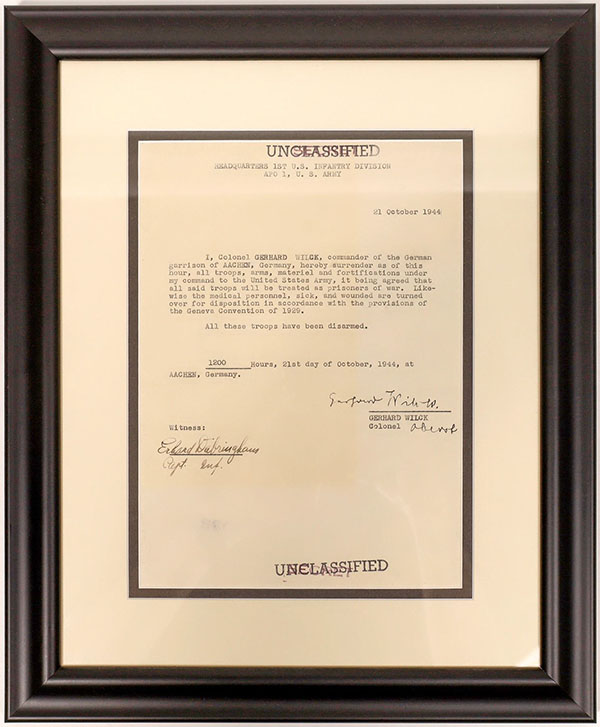 UNCLASSIFIED
HEADQUARTERS 1ST U.S. INFANTRY DIVISION
APO 1, U. S. ARMY
21 October 1944
I, Colonel GERHARD WILCK, commander of the German
garrison of AACHEN, Germany, hereby surrender as of this
hour, all troops, arms, materiel and fortifications under
my command to the United States Army, it being agreed that
all said troops will be treated as prisoners of war. Like-
wise the medical personnel, sick, and wounded are turned
over for disposition in accordance with the provisions of
the Geneva Convention of 1929.
All these troops have been disarmed.
1200 Hours, 21st day of October, 1944, at
AACHEN, Germany.
Gerhard Wilck.
GERHARD WILCK
Colonel Oberst
Witness:
Erhard Dabringhaus
Capt. Inf.
UNCLASSIFIED